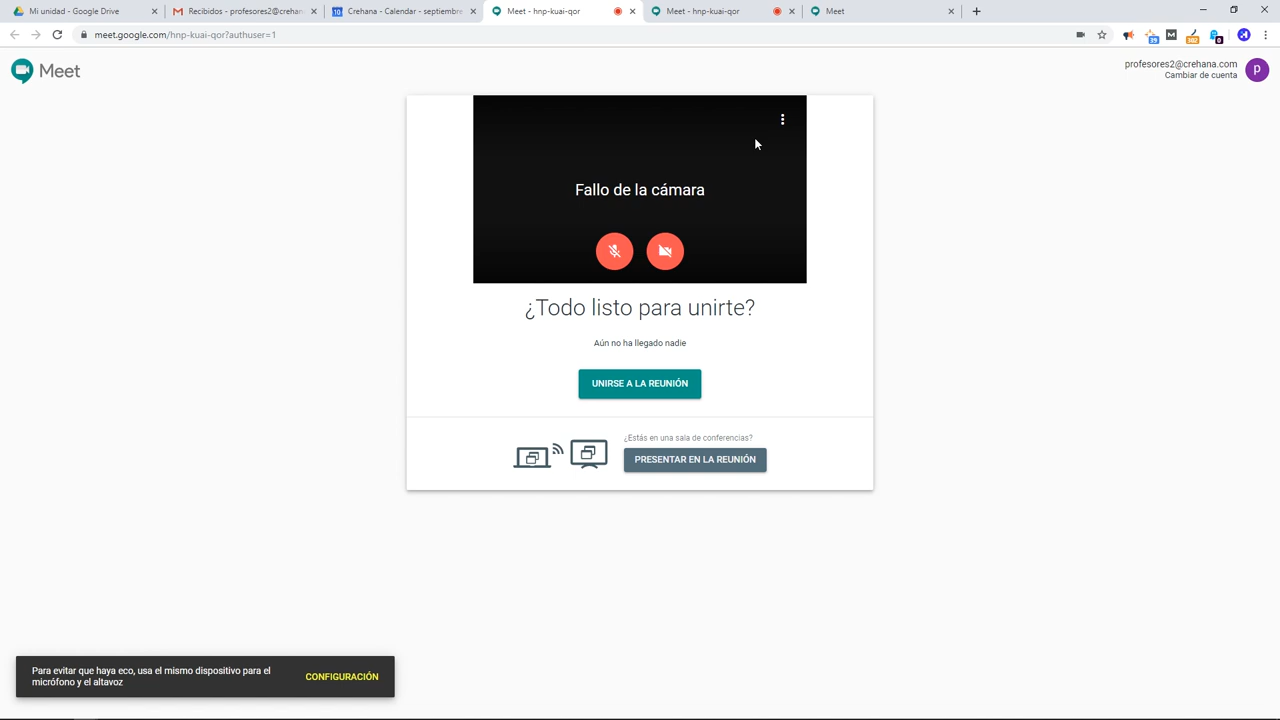 Mi unidad - Google Drive
Recibidos - profesores2@crehan
Crehana - Calendar - septiembre
Meet - hnp-kuai-qor
Meet - hnp-kuai-qor
Meet
meet.google.com/hnp-kuai-qor?authuser=1
39
M
302
0
Meet
profesores2@crehana.com
Cambiar de cuenta
P
Fallo de la cámara
¿Todo listo para unirte?
Aún no ha llegado nadie
UNIRSE A LA REUNIÓN
¿Estás en una sala de conferencias?
PRESENTAR EN LA REUNIÓN
Para evitar que haya eco, usa el mismo dispositivo para el
micrófono y el altavoz
CONFIGURACIÓN